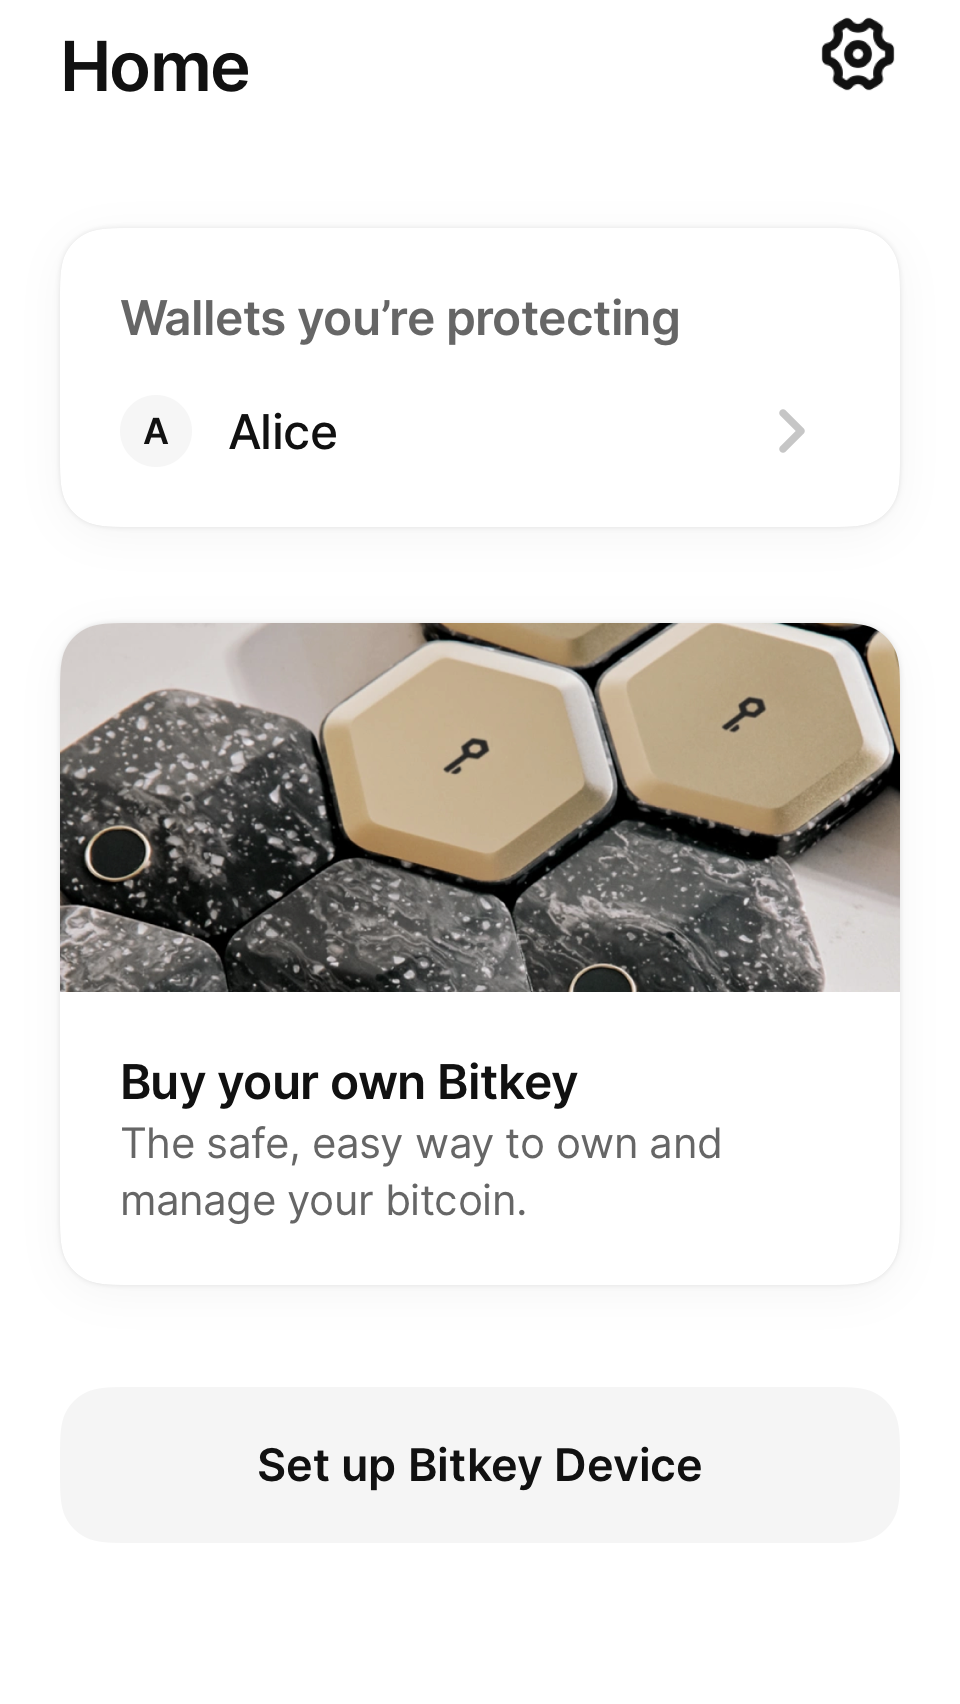 Home
Wallets you’re protecting
A
Alice
Buy your own Bitkey
The safe, easy way to own and
manage your bitcoin.
Set up Bitkey Device